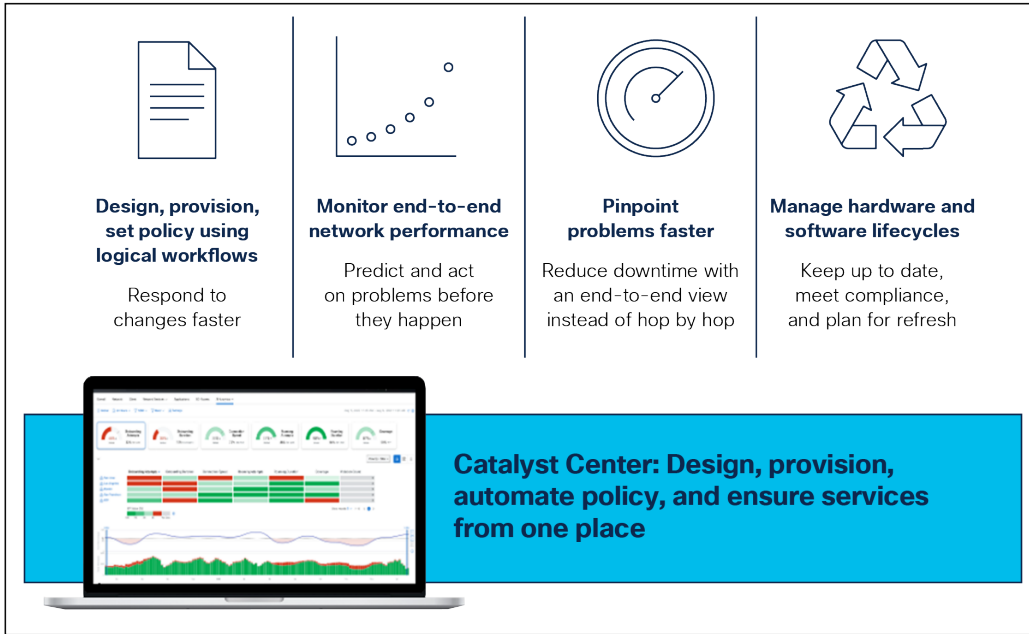 Design, provision,
set policy using
logical workflows
Respond to
changes faster
Monitor end-to-end
network performance
Predict and act
on problems before
they happen
Pinpoint
problems faster
Reduce downtime with
an end-to-end view
instead of hop by hop
Manage hardware and
software lifecycles
Keep up to date,
meet compliance,
and plan for refresh
Catalyst Center: Design, provision,
automate policy, and ensure services
from one place